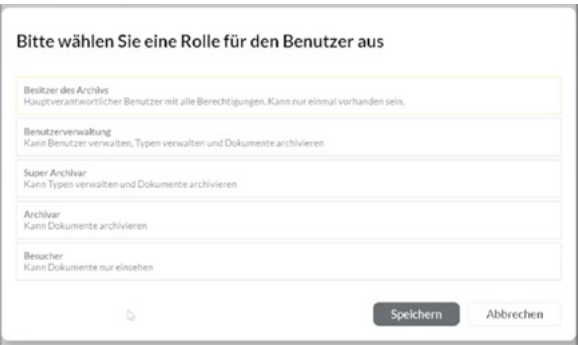 Bitte wählen Sie eine Rolle für den Benutzer aus
Besitzer des Archivs
Hauptverantwortlicher Benutzer mit alle Berechtigungen. Kann nur einmal vorhanden sein.
Benutzerverwaltung
Kann Benutzer verwalten, Typen verwalten und Dokumente archivieren
Super Archivar
Kann Typen verwalten und Dokumente archivieren
Archivar
Kann Dokumente archivieren
Besucher
Kann Dokumente nur einsehen
Speichern Abbrechen